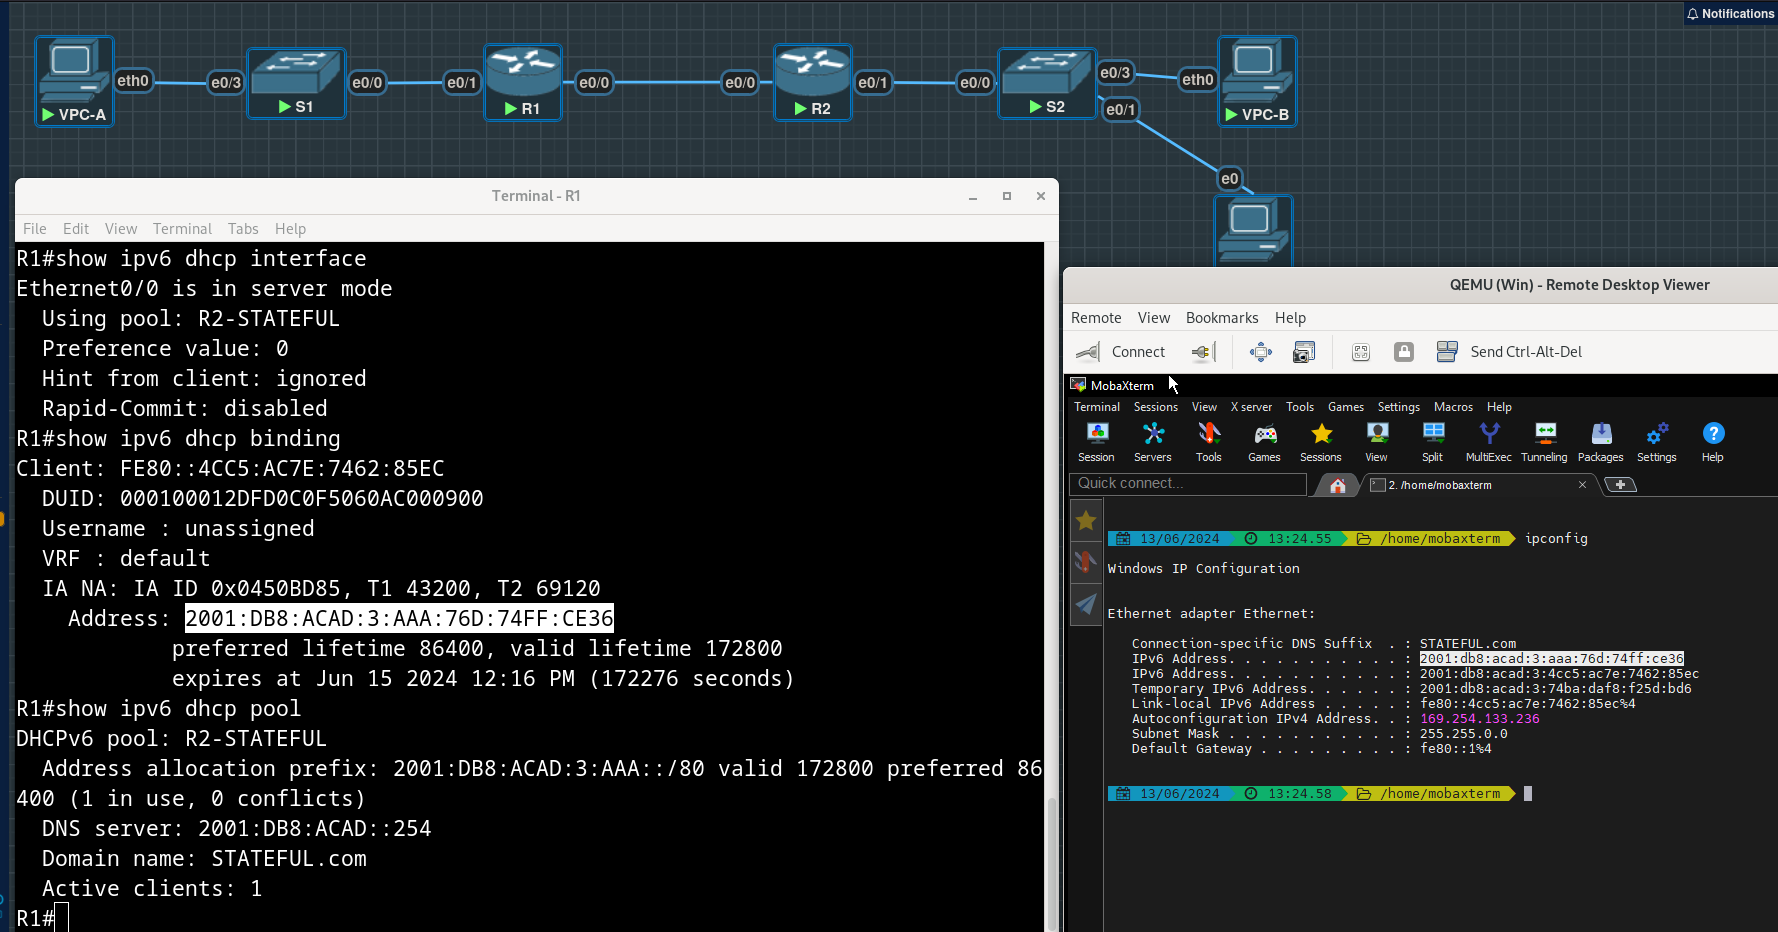 Notifications
eth0
e0/3
e0/0
e0/1
e0/0
e0/0
e0/1
e0/0
e0/3
eth0
VPC-A
S1
R1
R2
S2
e0/1
VPC-B
e0
Terminal - R1
File Edit View Terminal Tabs Help
R1#show ipv6 dhcp interface
Ethernet0/0 is in server mode
Using pool: R2-STATEFUL
Preference value: 0
Hint from client: ignored
Rapid-Commit: disabled
R1#show ipv6 dhcp binding
Client: FE80::4CC5:AC7E:7462:85EC
DUID: 000100012DFD0C0F5060AC000900
Username : unassigned
VRF : default
IA NA: IA ID 0x0450BD85, T1 43200, T2 69120
Address: 2001:DB8:ACAD:3:AAA:76D:74FF:CE36
preferred lifetime 86400, valid lifetime 172800
expires at Jun 15 2024 12:16 PM (172276 seconds)
R1#show ipv6 dhcp pool
DHCPv6 pool: R2-STATEFUL
Address allocation prefix: 2001:DB8:ACAD:3:AAA::/80 valid 172800 preferred 86
400 (1 in use, 0 conflicts)
DNS server: 2001:DB8:ACAD::254
Domain name: STATEFUL.com
Active clients: 1
R1#
QEMU (Win) - Remote Desktop Viewer
Remote View Bookmarks Help
Connect Send Ctrl-Alt-Del
MobaXterm
Terminal Sessions View X server Tools Games Settings Macros Help
Session Servers Tools Games Sessions View Split MultiExec Tunneling Packages Settings Help
Quick connect...
2. /home/mobaxterm
13/06/2024 13:24.55 /home/mobaxterm ipconfig
Windows IP Configuration
Ethernet adapter Ethernet:
Connection-specific DNS Suffix . : STATEFUL.com
IPv6 Address. . . . . . . . . . . : 2001:db8:acad:3:aaa:76d:74ff:ce36
IPv6 Address. . . . . . . . . . . : 2001:db8:acad:3:4cc5:ac7e:7462:85ec
Temporary IPv6 Address. . . . . . : 2001:db8:acad:3:74ba:daf8:f25d:bd6
Link-local IPv6 Address . . . . . : fe80::4cc5:ac7e:7462:85ec%4
Autoconfiguration IPv4 Address. . : 169.254.133.236
Subnet Mask . . . . . . . . . . . : 255.255.0.0
Default Gateway . . . . . . . . . : fe80::1%4
13/06/2024 13:24.58 /home/mobaxterm